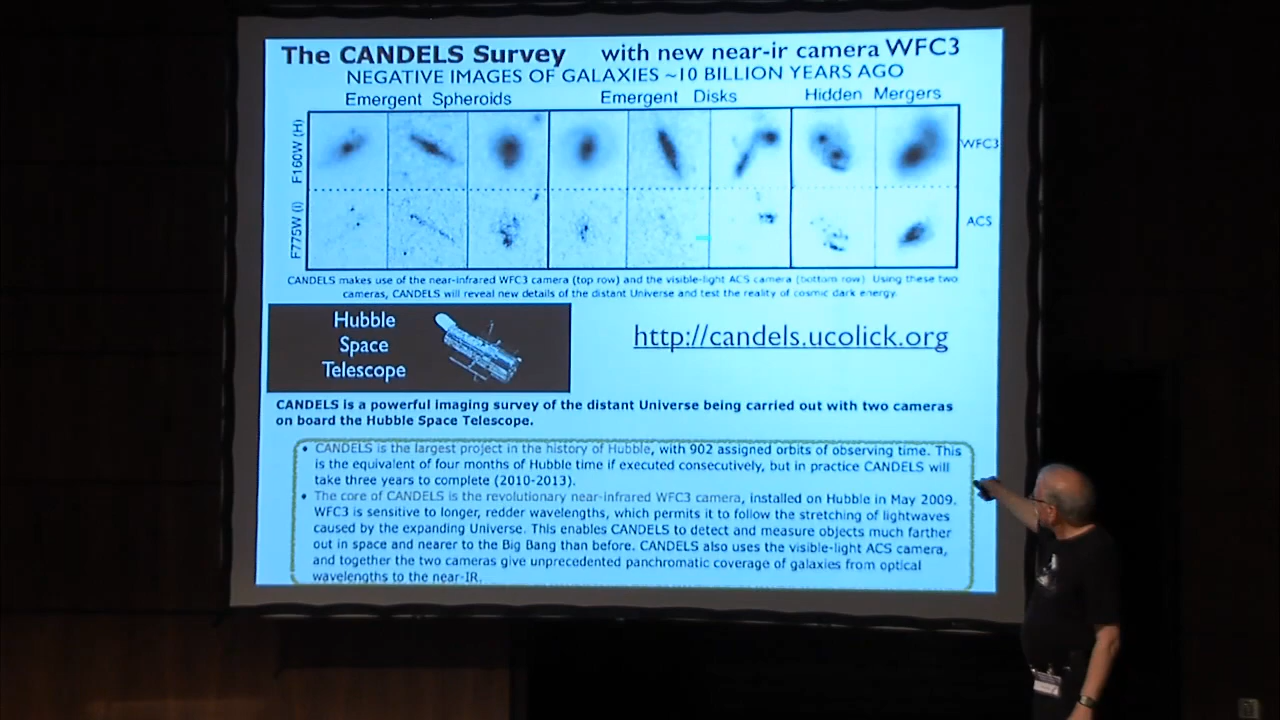 The CANDELS Survey with new near-ir camera WFC3
NEGATIVE IMAGES OF GALAXIES ~10 BILLION YEARS AGO
Emergent Spheroids Emergent Disks Hidden Mergers
F160W (H)
WFC3
F775W (i)
ACS
CANDELS makes use of the near-infrared WFC3 camera (top row) and the visible-light ACS camera (bottom row). Using these two
cameras, CANDELS will reveal new details of the distant Universe and test the reality of cosmic dark energy.
Hubble
Space
Telescope
http://candels.ucolick.org
CANDELS is a powerful imaging survey of the distant Universe being carried out with two cameras
on board the Hubble Space Telescope.
• CANDELS is the largest project in the history of Hubble, with 902 assigned orbits of observing time. This
is the equivalent of four months of Hubble time if executed consecutively, but in practice CANDELS will
take three years to complete (2010-2013).
• The core of CANDELS is the revolutionary near-infrared WFC3 camera, installed on Hubble in May 2009.
WFC3 is sensitive to longer, redder wavelengths, which permits it to follow the stretching of lightwaves
caused by the expanding Universe. This enables CANDELS to detect and measure objects much farther
out in space and nearer to the Big Bang than before. CANDELS also uses the visible-light ACS camera,
and together the two cameras give unprecedented panchromatic coverage of galaxies from optical
wavelengths to the near-IR.